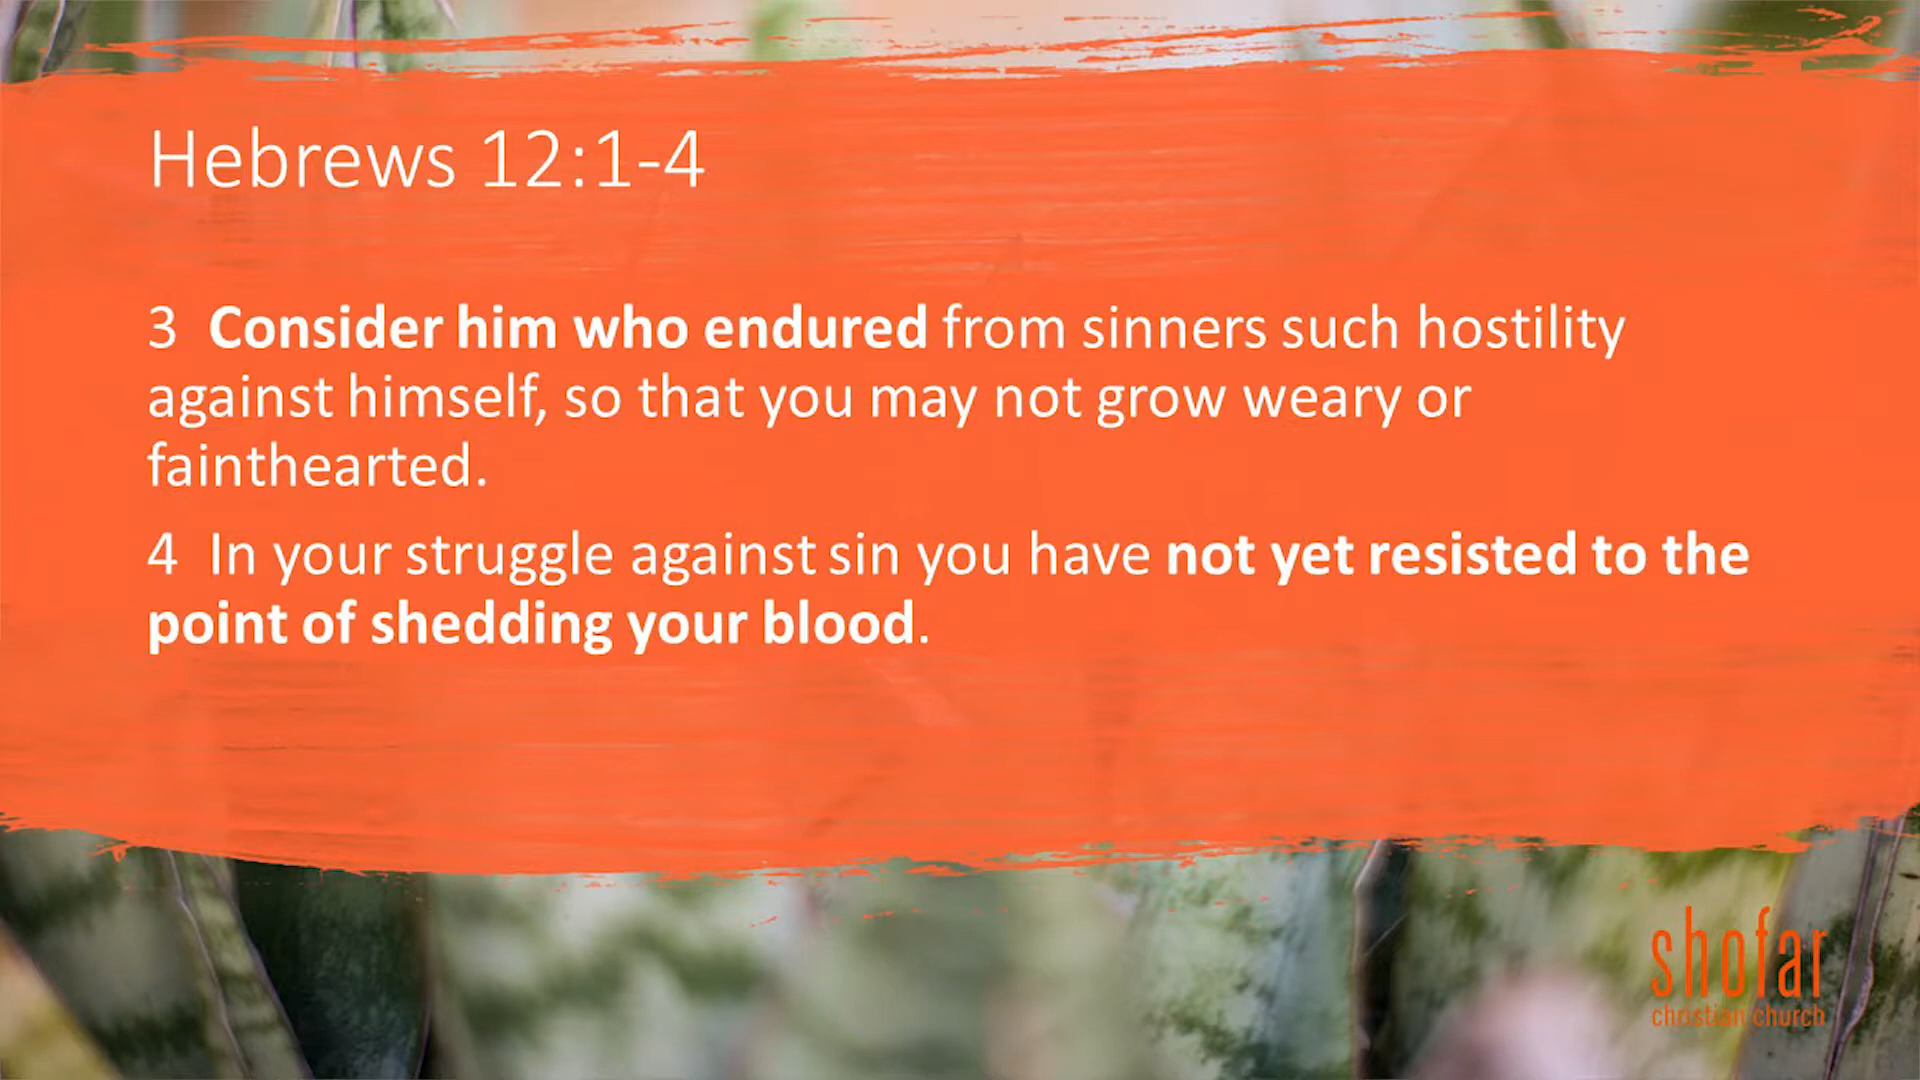 Hebrews 12:1-4
3 Consider him who endured from sinners such hostility
against himself, so that you may not grow weary or
fainthearted.
4 In your struggle against sin you have not yet resisted to the
point of shedding your blood.
shofar
christian church